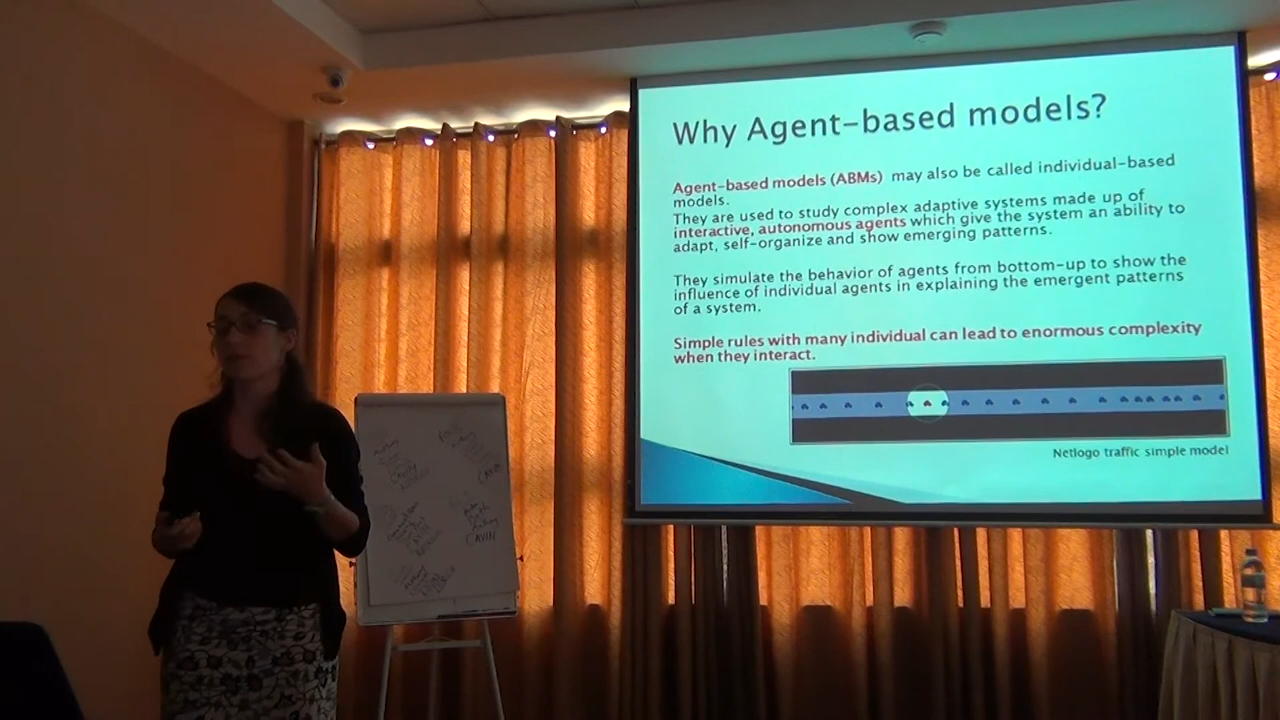 Why Agent-based models?
Agent-based models (ABMs) may also be called individual-based
models.
They are used to study complex adaptive systems made up of
interactive, autonomous agents which give the system an ability to
adapt, self-organize and show emerging patterns.
They simulate the behavior of agents from bottom-up to show the
influence of individual agents in explaining the emergent patterns
of a system.
Simple rules with many individual can lead to enormous complexity
when they interact.
Netlogo traffic simple model
CAVIN